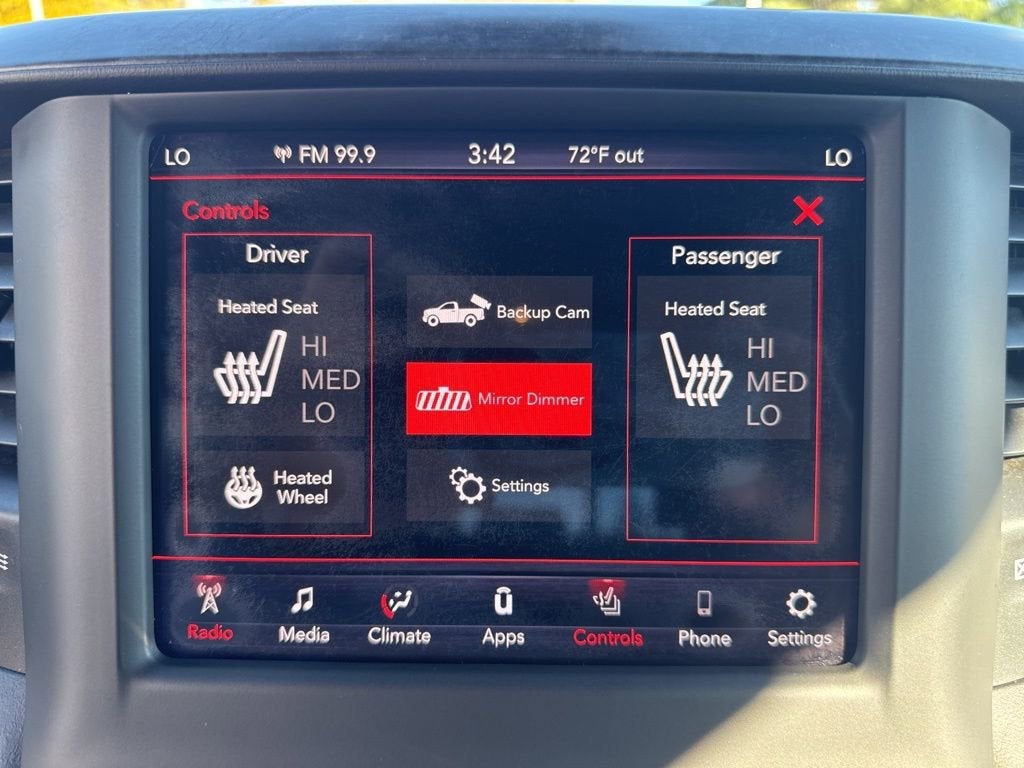 LO FM 99.9 3:42 72°F out LO
Controls
Driver
Heated Seat
HI
MED
LO
Heated
Wheel
Backup Cam
Mirror Dimmer
Settings
Passenger
Heated Seat
HI
MED
LO
Radio Media Climate Apps Controls Phone Settings